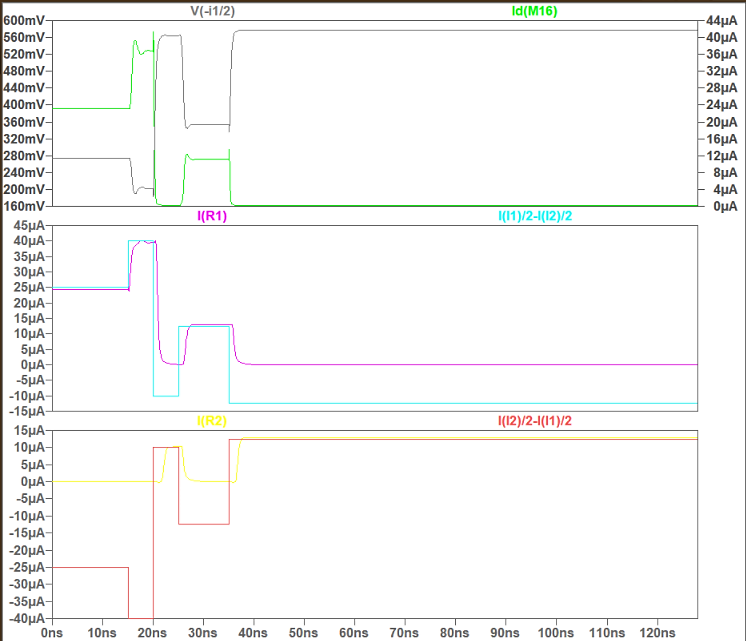 V(-i1/2) Id(M16)
600mV 44µA
560mV 40µA
520mV 36µA
480mV 32µA
440mV 28µA
400mV 24µA
360mV 20µA
320mV 16µA
280mV 12µA
240mV 8µA
200mV 4µA
160mV 0µA
I(R1) I(I1)/2-I(I2)/2
45µA
40µA
35µA
30µA
25µA
20µA
15µA
10µA
5µA
0µA
-5µA
-10µA
-15µA
I(R2) I(I2)/2-I(I1)/2
15µA
10µA
5µA
0µA
-5µA
-10µA
-15µA
-20µA
-25µA
-30µA
-35µA
-40µA
0ns 10ns 20ns 30ns 40ns 50ns 60ns 70ns 80ns 90ns 100ns 110ns 120ns